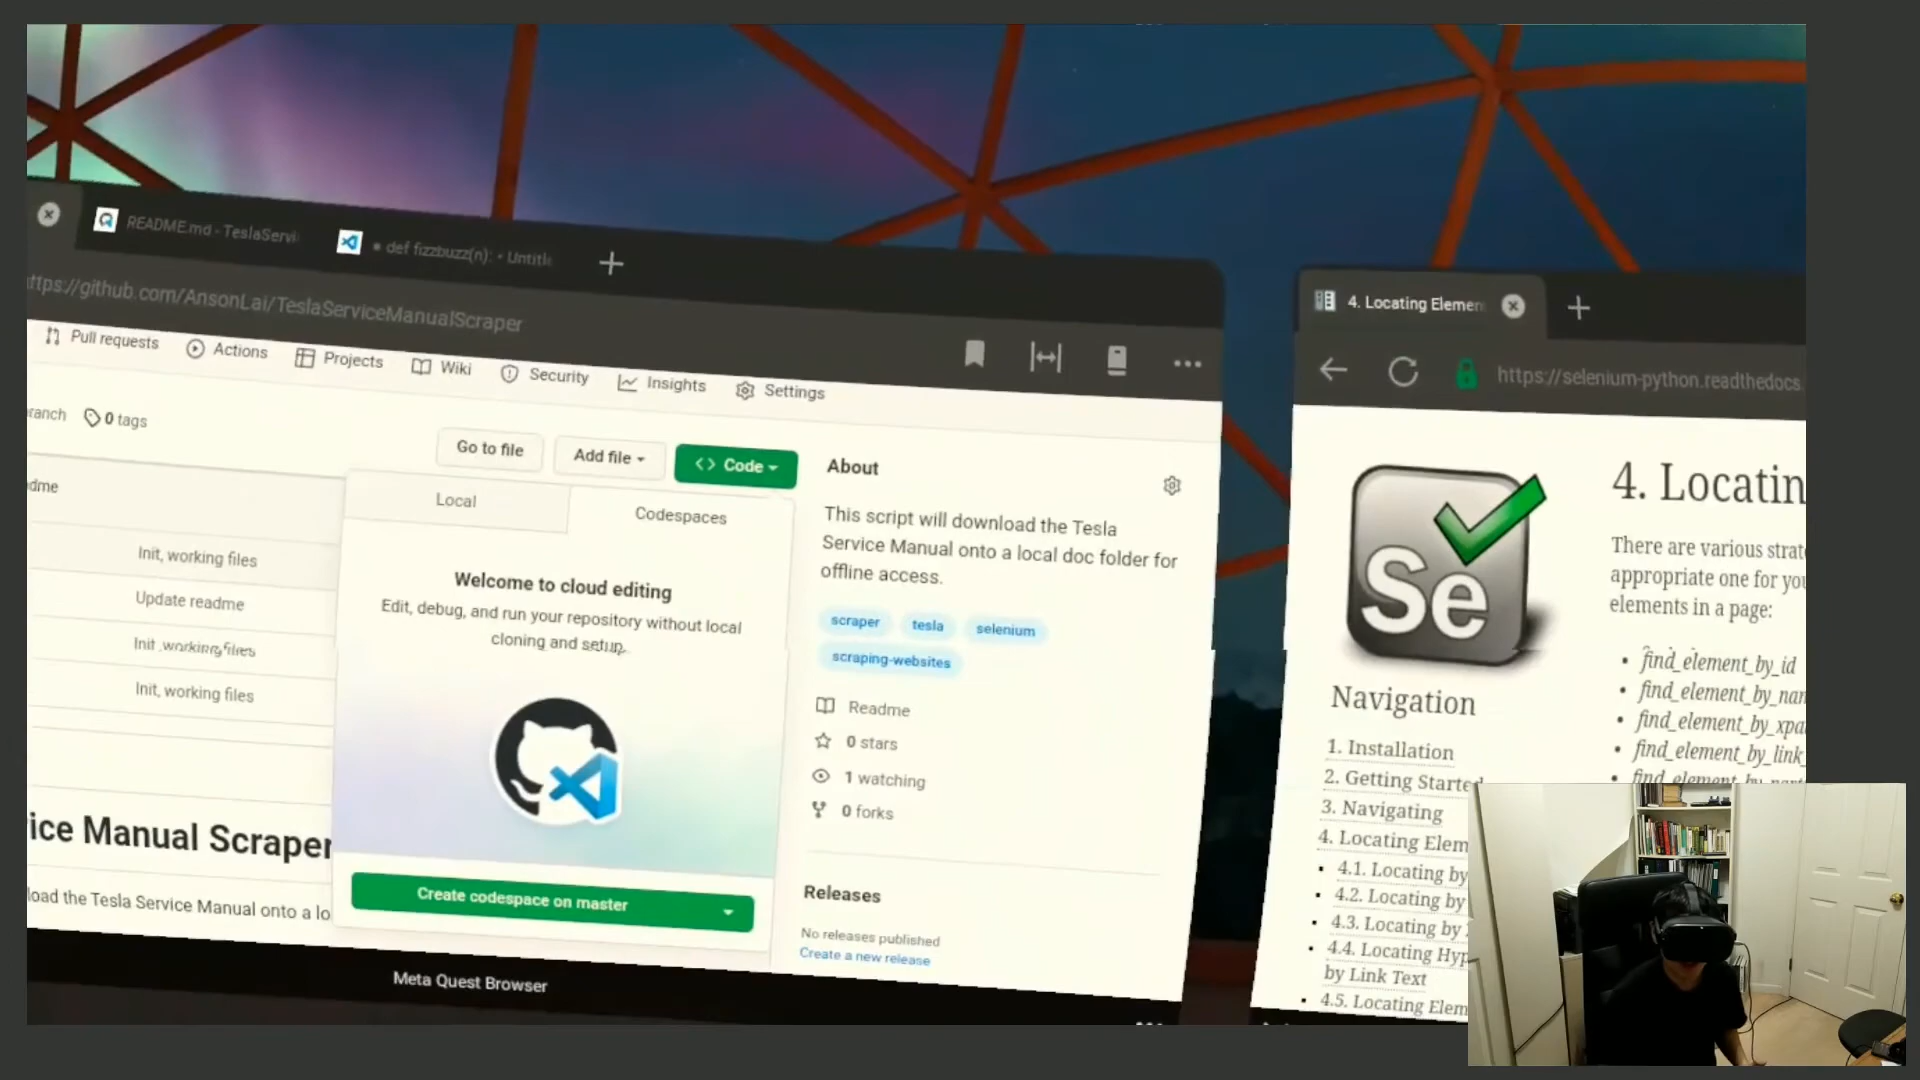 README.md - TeslaServi
def fizzbuzz(n): • Untitle
ttps://github.com/AnsonLai/TeslaServiceManualScraper
Pull requests
Actions
Projects
Wiki
Security
Insights
Settings
ranch
0 tags
Go to file
Add file
<> Code
dme
Init, working files
Update readme
Init, working files
Init, working files
Local
Codespaces
Welcome to cloud editing
Edit, debug, and run your repository without local
cloning and setup.
Create codespace on master
ice Manual Scraper
load the Tesla Service Manual onto a lo
About
This script will download the Tesla
Service Manual onto a local doc folder for
offline access.
scraper
tesla
selenium
scraping-websites
Readme
0 stars
1 watching
0 forks
Releases
No releases published
Create a new release
Meta Quest Browser
4. Locating Elemen
https://selenium-python.readthedocs.
Se
Navigation
1. Installation
2. Getting Started
3. Navigating
4. Locating Elem
4.1. Locating by
4.2. Locating by
4.3. Locating by
4.4. Locating Hyp
by Link Text
4.5. Locating Elem
4. Locatin
There are various strat
appropriate one for you
elements in a page:
find_element_by_id
find_element_by_nam
find_element_by_xpa
find_element_by_link_